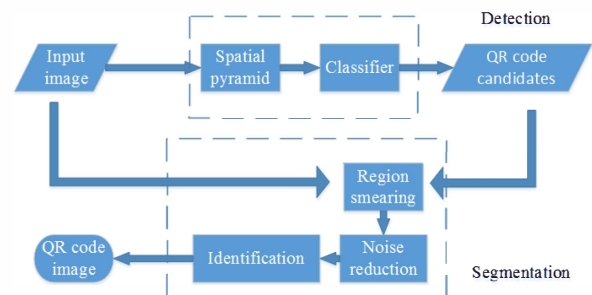 Detection
Input
image
Spatial
pyramid
Classifier
QR code
candidates
Region
smearing
QR code
image
Identification
Noise
reduction
Segmentation